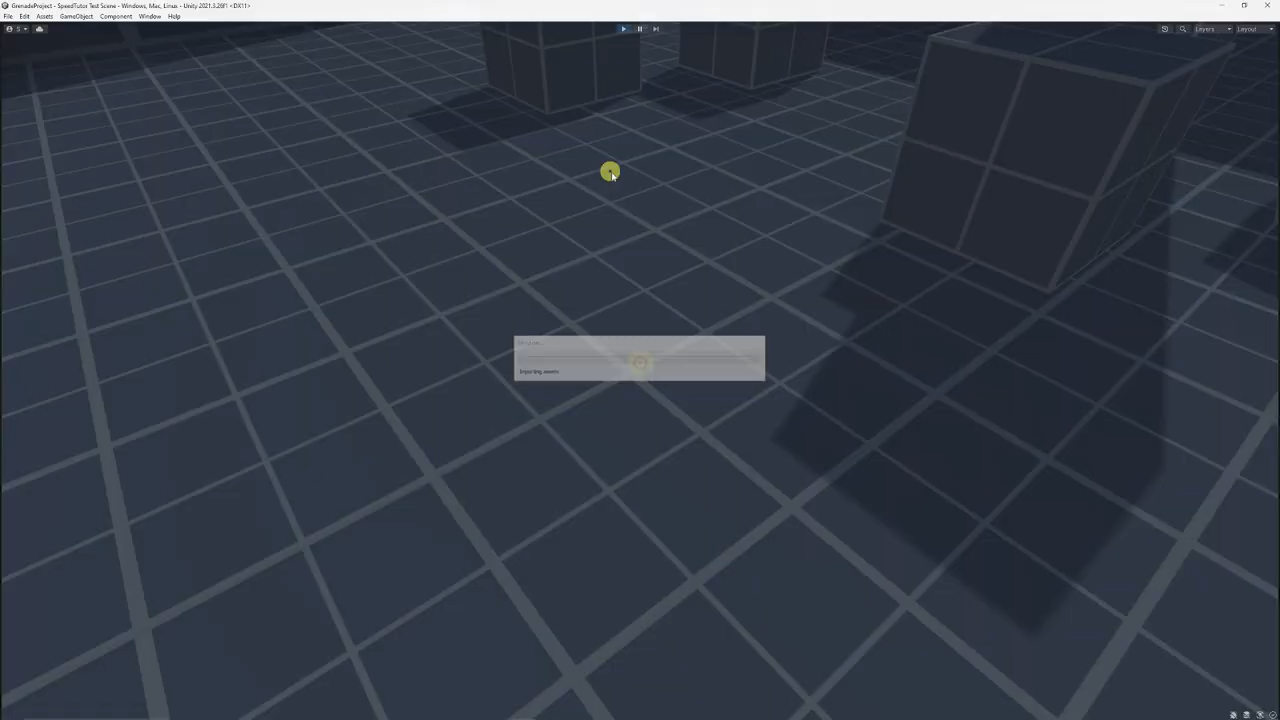 GrenadeProject - SpeedTutor Test Scene - Windows, Mac, Linux - Unity 2021.3.26f1 <DX11>
File Edit Assets GameObject Component Window Help
S
Layers Layout
Importing assets